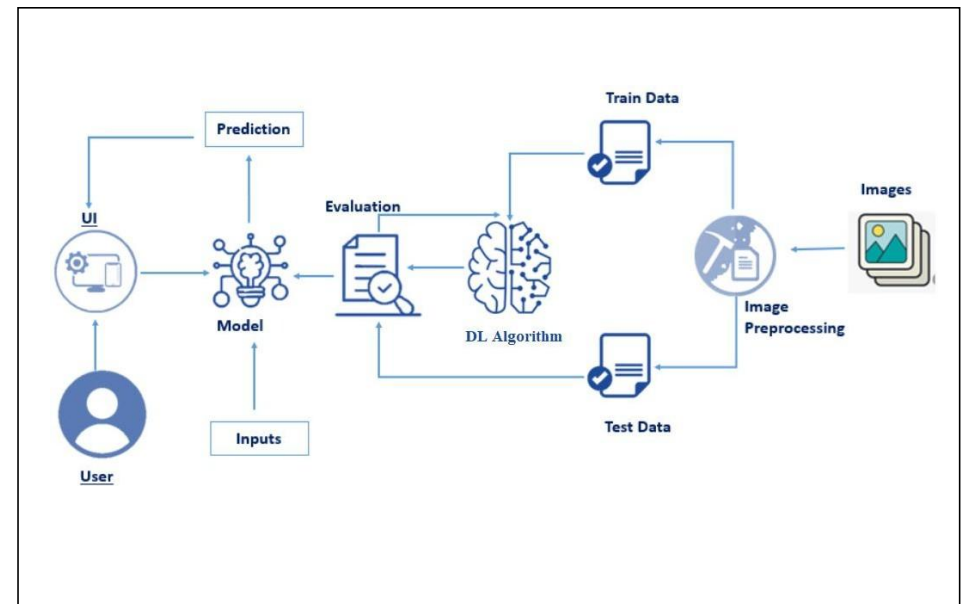 Train Data
Prediction
Images
Evaluation
UI
Image
Preprocessing
Model
DL Algorithm
Test Data
Inputs
User